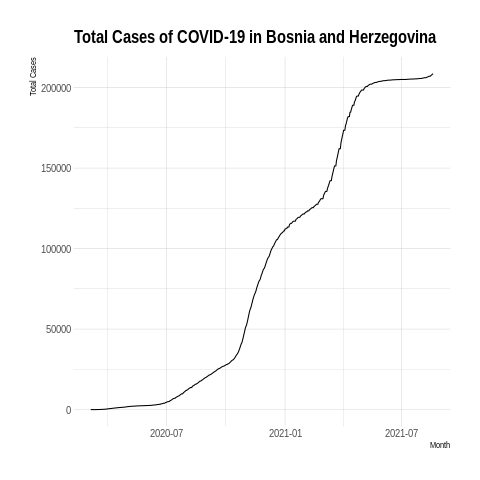 Total Cases of COVID-19 in Bosnia and Herzegovina
Total Cases
200000
150000
100000
50000
0
2020-07 2021-01 2021-07
Month